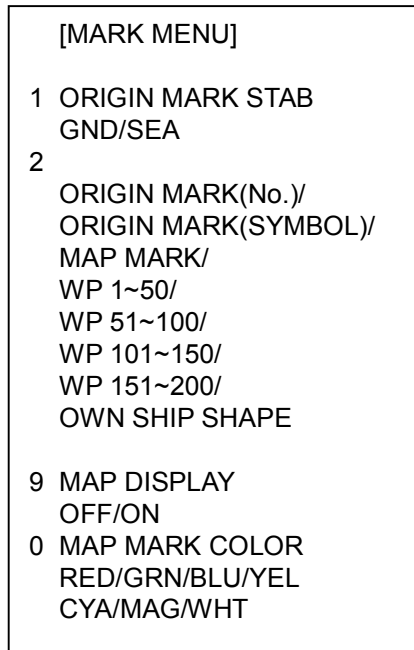 [MARK MENU]
1 ORIGIN MARK STAB
GND/SEA
2
ORIGIN MARK(No.)/
ORIGIN MARK(SYMBOL)/
MAP MARK/
WP 1~50/
WP 51~100/
WP 101~150/
WP 151~200/
OWN SHIP SHAPE
9 MAP DISPLAY
OFF/ON
0 MAP MARK COLOR
RED/GRN/BLU/YEL
CYA/MAG/WHT